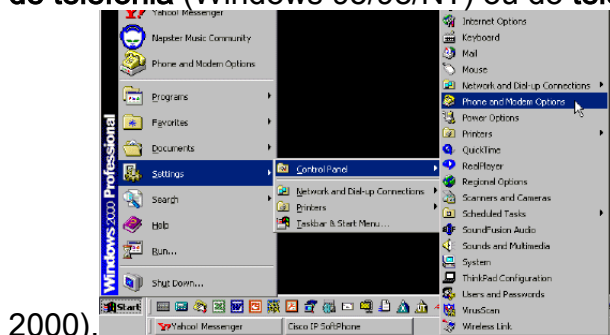 de telefonia (Windows 95/98/NT) ou de
Yahoo! Messenger
Napster Music Community
Phone and Modem Options
Programs
Favorites
Documents
Settings
Search
Help
Run...
Shut Down...
Windows 2000 Professional
Control Panel
Network and Dial-up Connections
Printers
Taskbar & Start Menu...
Internet Options
Keyboard
Mail
Mouse
Network and Dial-up Connections
Phone and Modem Options
Power Options
Printers
QuickTime
RealPlayer
Regional Options
Scanners and Cameras
Scheduled Tasks
SoundFusion Audio
Sounds and Multimedia
System
ThinkPad Configuration
Users and Passwords
VirusScan
Wireless Link
Start
Yahoo! Messenger
Cisco IP SoftPhone
2000).